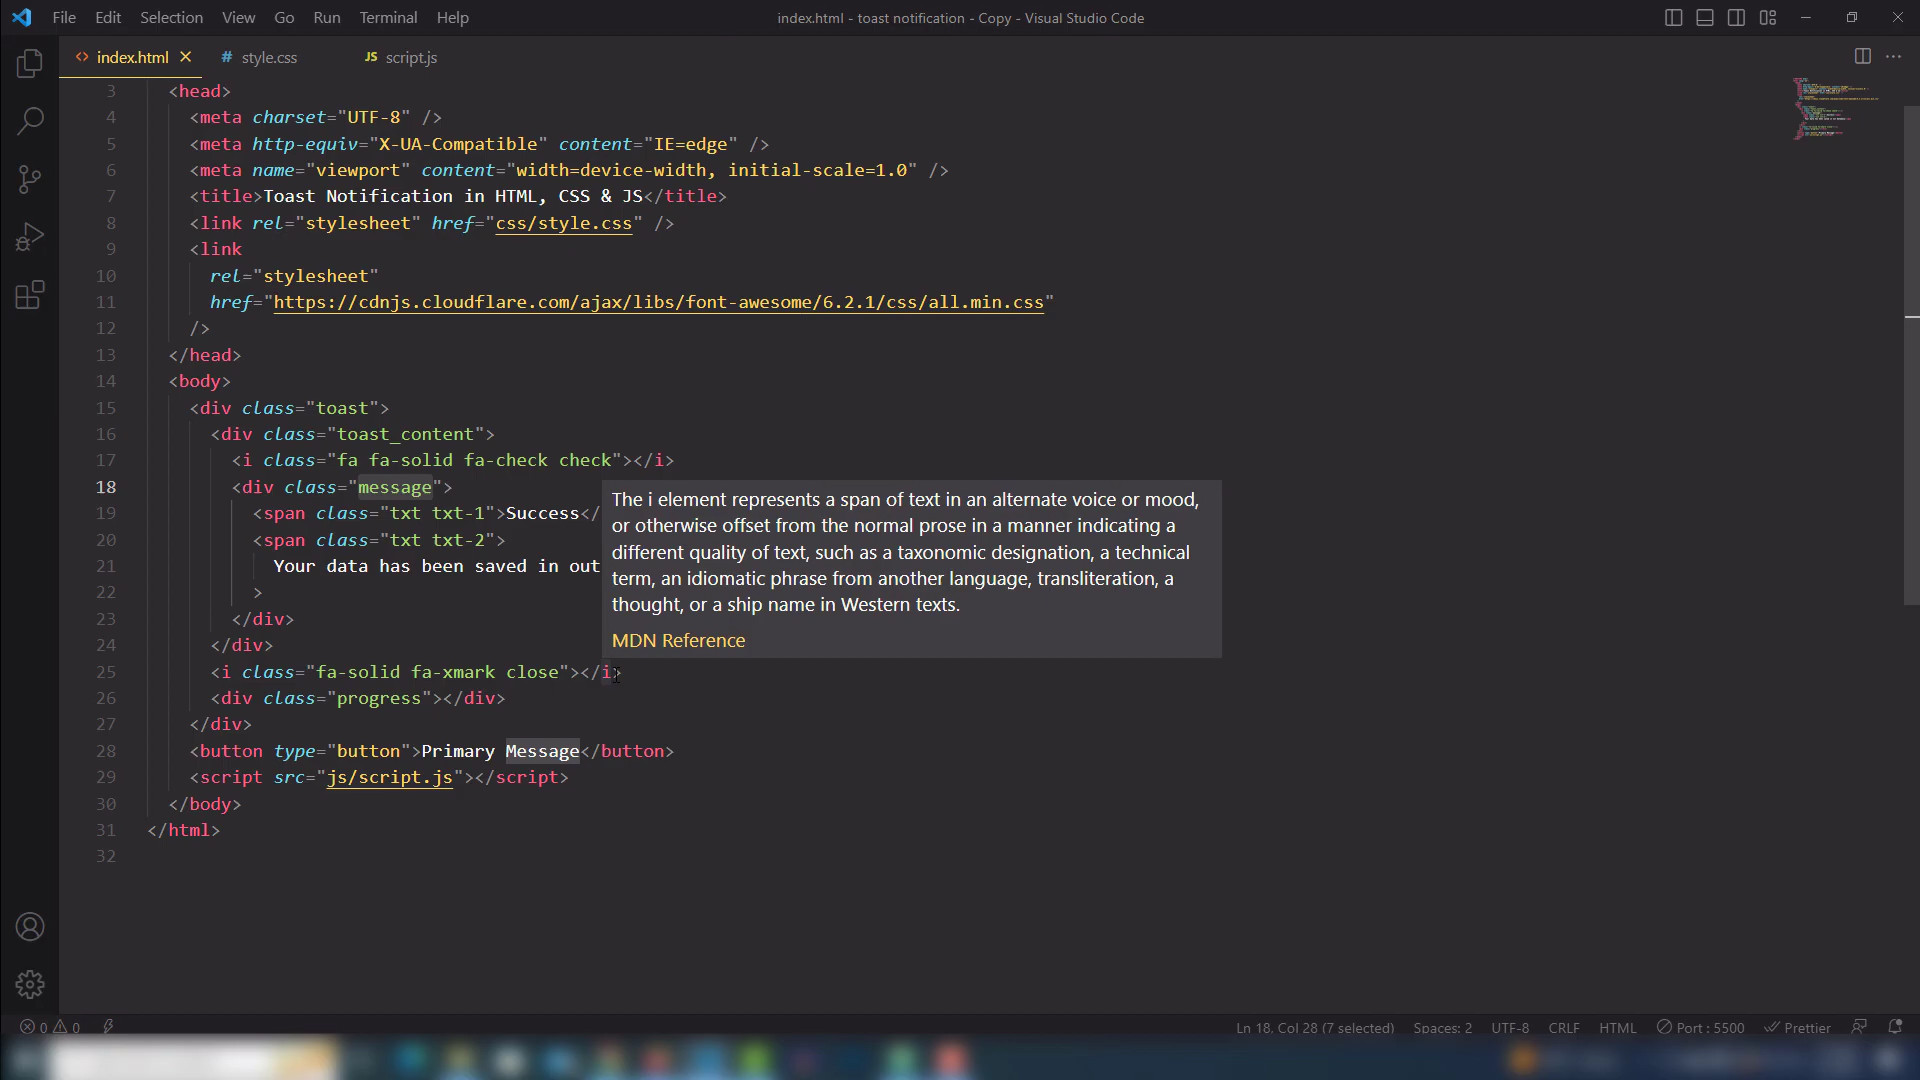 File Edit Selection View Go Run Terminal Help
index.html - toast notification - Copy - Visual Studio Code
<> index.html × # style.css JS script.js
3 <head>
4 <meta charset="UTF-8" />
5 <meta http-equiv="X-UA-Compatible" content="IE=edge" />
6 <meta name="viewport" content="width=device-width, initial-scale=1.0" />
7 <title>Toast Notification in HTML, CSS & JS</title>
8 <link rel="stylesheet" href="css/style.css" />
9 <link
10 rel="stylesheet"
11 href="https://cdnjs.cloudflare.com/ajax/libs/font-awesome/6.2.1/css/all.min.css"
12 />
13 </head>
14 <body>
15 <div class="toast">
16 <div class="toast_content">
17 <i class="fa fa-solid fa-check check"></i>
18 <div class="message">
19 <span class="txt txt-1">Success</
20 <span class="txt txt-2">
21 Your data has been saved in out
22 >
23 </div>
24 </div>
25 <i class="fa-solid fa-xmark close"></i>
26 <div class="progress"></div>
27 </div>
28 <button type="button">Primary Message</button>
29 <script src="js/script.js"></script>
30 </body>
31 </html>
32
The i element represents a span of text in an alternate voice or mood,
or otherwise offset from the normal prose in a manner indicating a
different quality of text, such as a taxonomic designation, a technical
term, an idiomatic phrase from another language, transliteration, a
thought, or a ship name in Western texts.
MDN Reference
0 0 Ln 18, Col 28 (7 selected) Spaces: 2 UTF-8 CRLF HTML Port : 5500 Prettier